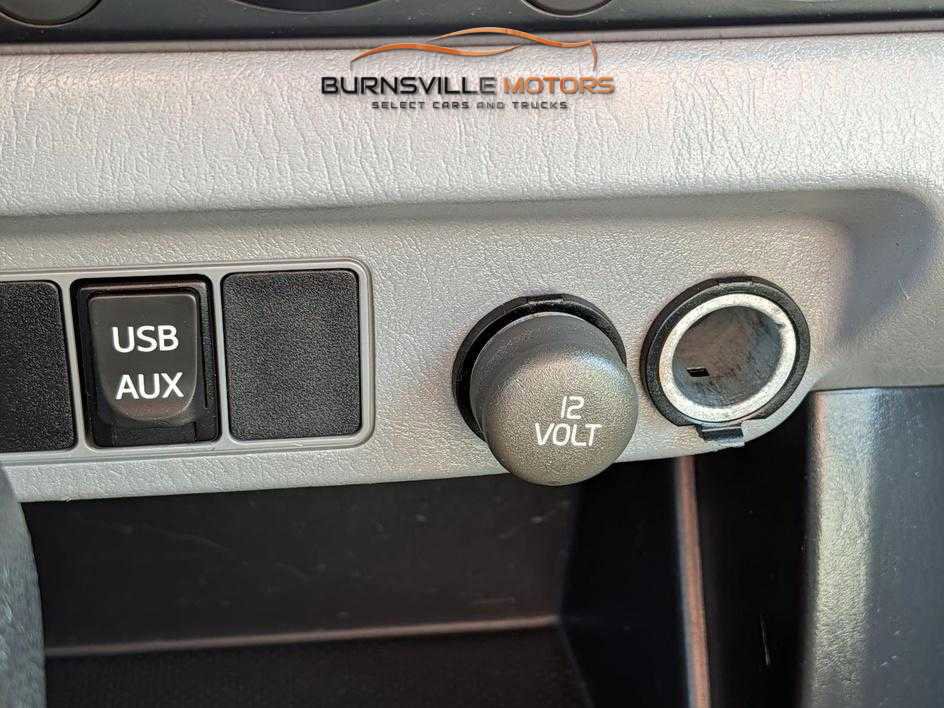 BURNSVILLE MOTORS
SELECT CARS AND TRUCKS
USB
AUX
12
VOLT